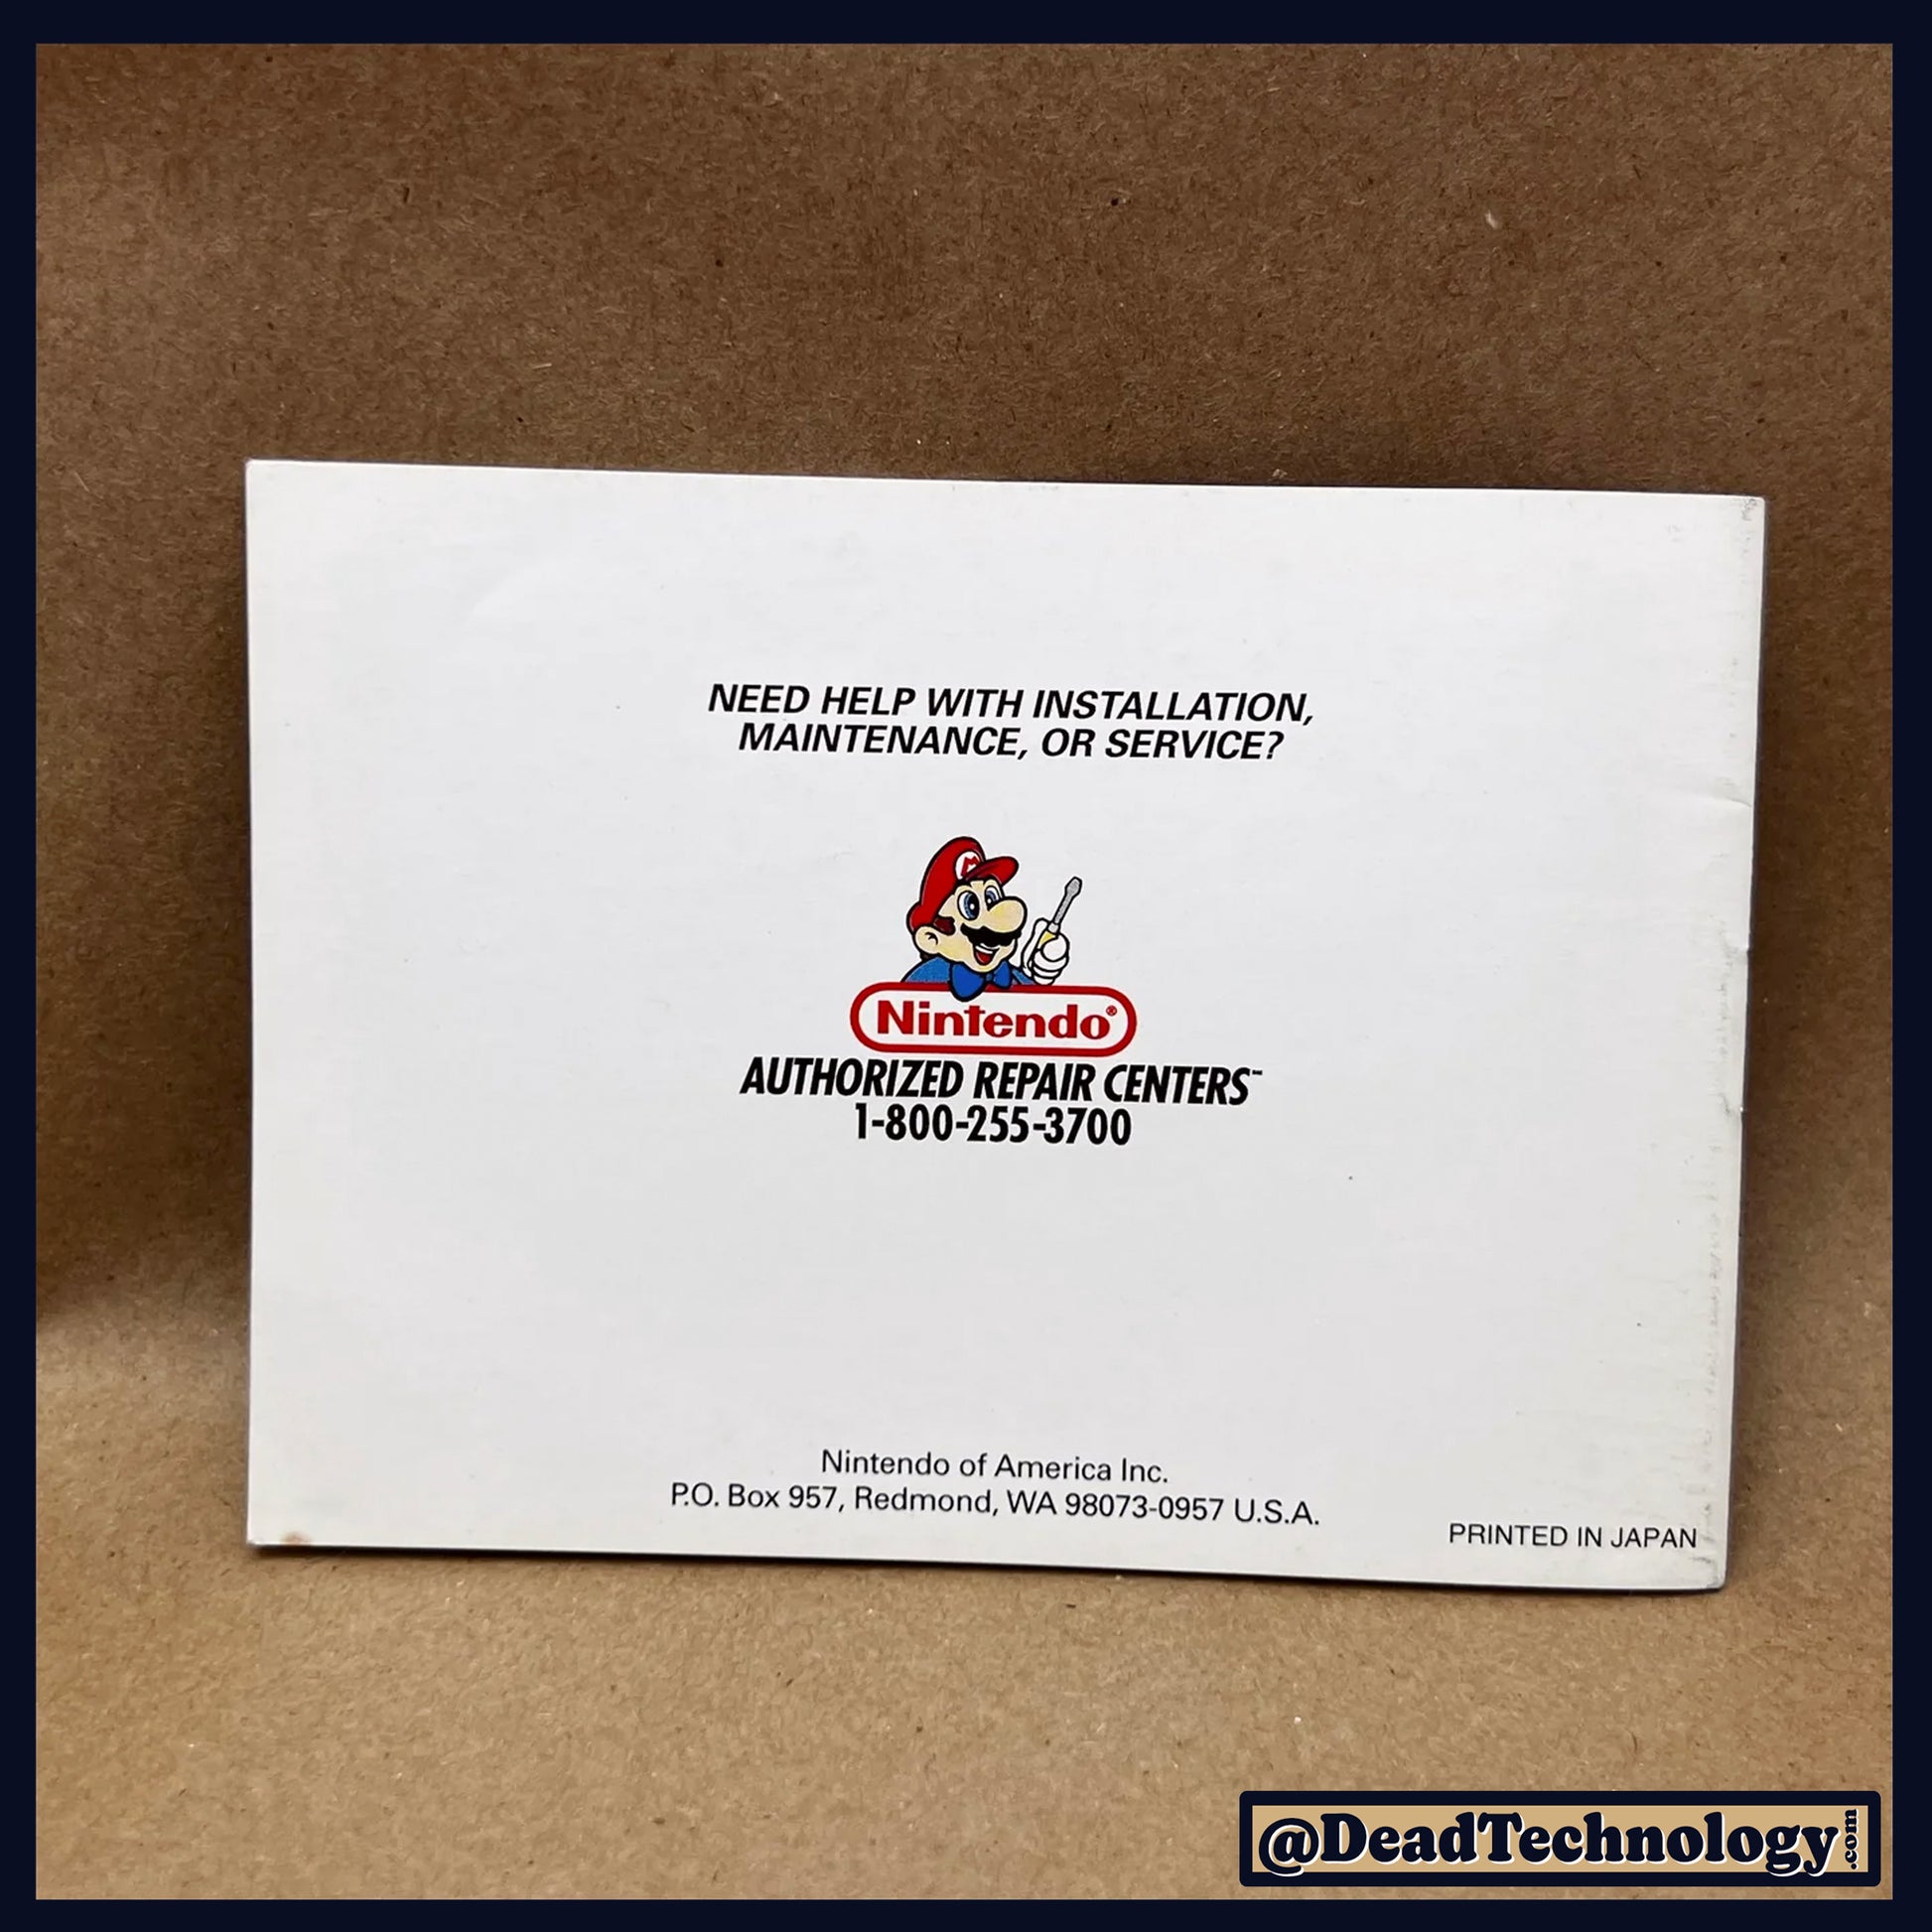 NEED HELP WITH INSTALLATION,
MAINTENANCE, OR SERVICE?
M
Nintendo®
AUTHORIZED REPAIR CENTERS™
1-800-255-3700
Nintendo of America Inc.
P.O. Box 957, Redmond, WA 98073-0957 U.S.A.
PRINTED IN JAPAN
@DeadTechnology.com